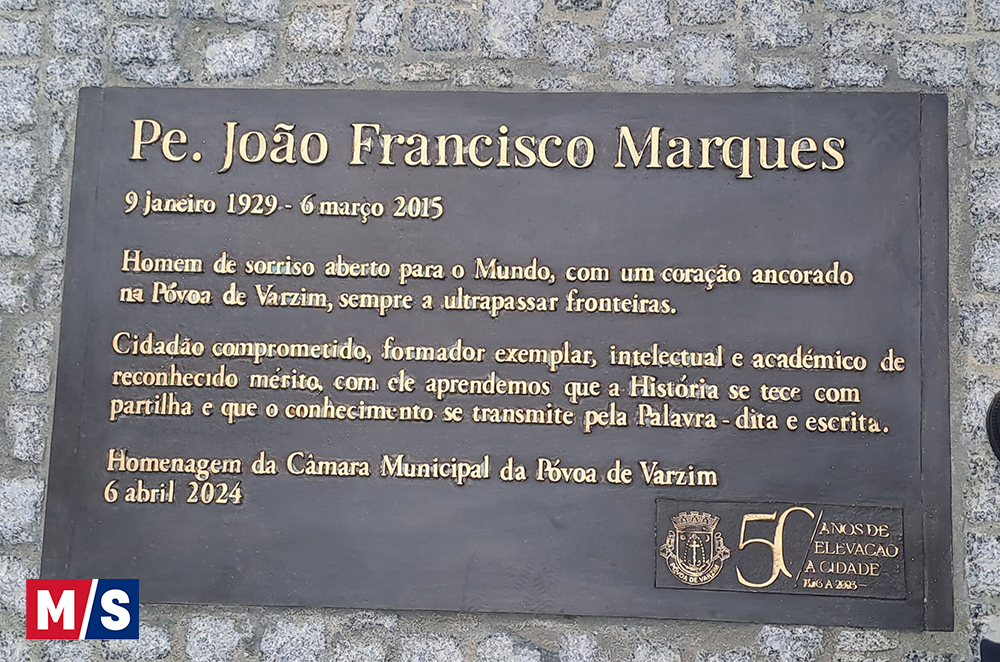 Pe. João Francisco Marques
9 janeiro 1929 - 6 março 2015
Homem de sorriso aberto para o Mundo, com um coração ancorado
na Póvoa de Varzim, sempre a ultrapassar fronteiras.
Cidadão comprometido, formador exemplar, intelectual e académico de
reconhecido mérito, com ele aprendemos que a História se tece com
partilha e que o conhecimento se transmite pela Palavra - dita e escrita.
Homenagem da Câmara Municipal da Póvoa de Varzim
6 abril 2024
PÓVOA DE VARZIM
50 ANOS DE
ELEVAÇÃO
A CIDADE
M/S